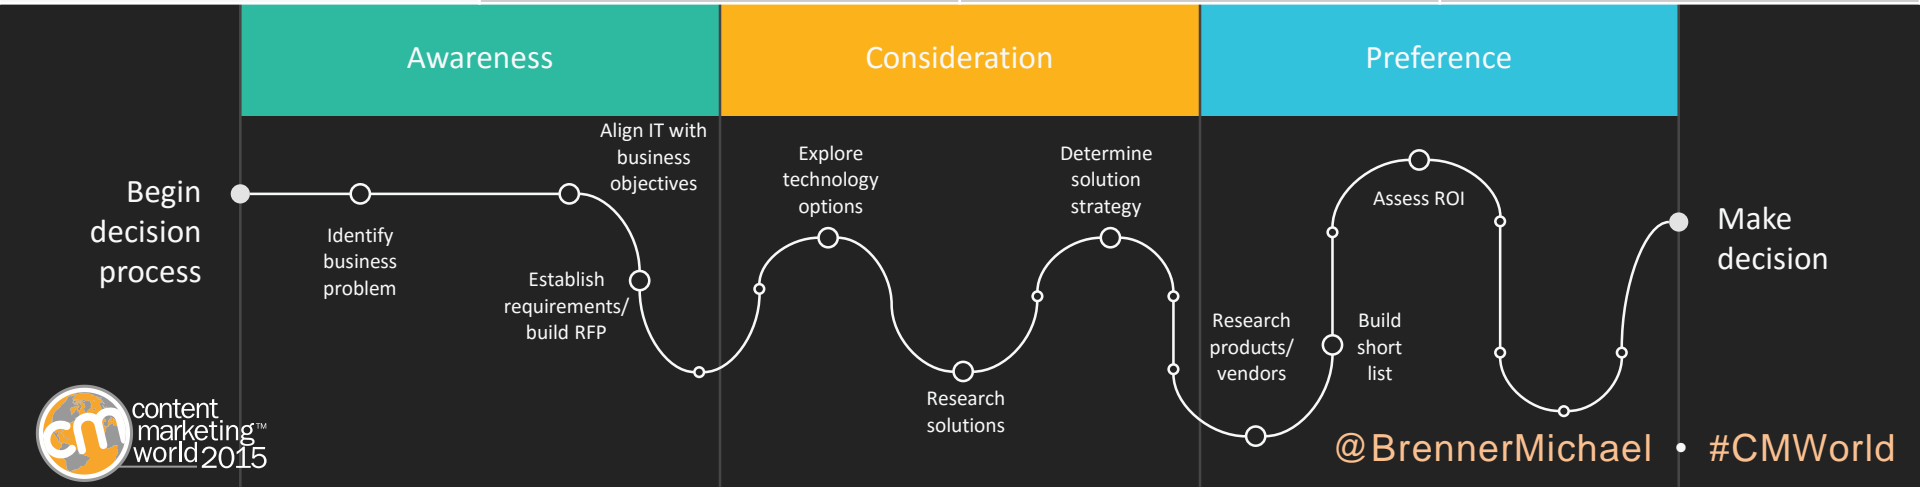 Awareness
Consideration
Preference
Begin
decision
process
Identify
business
problem
Align IT with
business
objectives
Establish
requirements/
build RFP
Explore
technology
options
Research
solutions
Determine
solution
strategy
Research
products/
vendors
Build
short
list
Assess ROI
Make
decision
cm
content
marketing™
world 2015
@BrennerMichael • #CMWorld